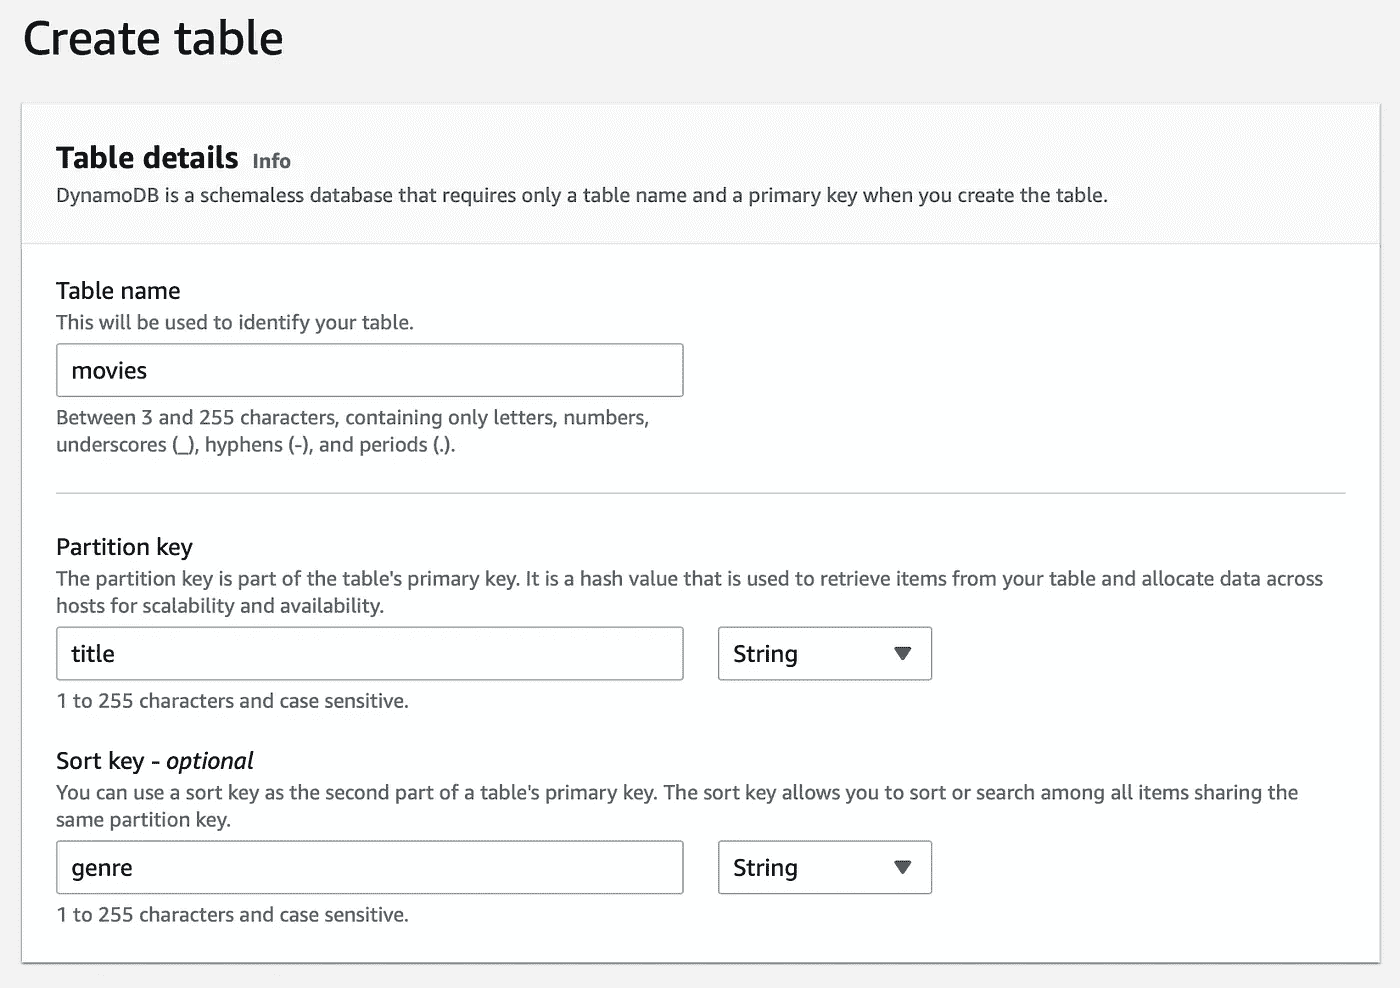 Create table
Table details Info
DynamoDB is a schemaless database that requires only a table name and a primary key when you create the table.
Table name
This will be used to identify your table.
movies
Between 3 and 255 characters, containing only letters, numbers,
underscores (_), hyphens (-), and periods (.).
Partition key
The partition key is part of the table's primary key. It is a hash value that is used to retrieve items from your table and allocate data across
hosts for scalability and availability.
title String
1 to 255 characters and case sensitive.
Sort key - optional
You can use a sort key as the second part of a table's primary key. The sort key allows you to sort or search among all items sharing the
same partition key.
genre String
1 to 255 characters and case sensitive.